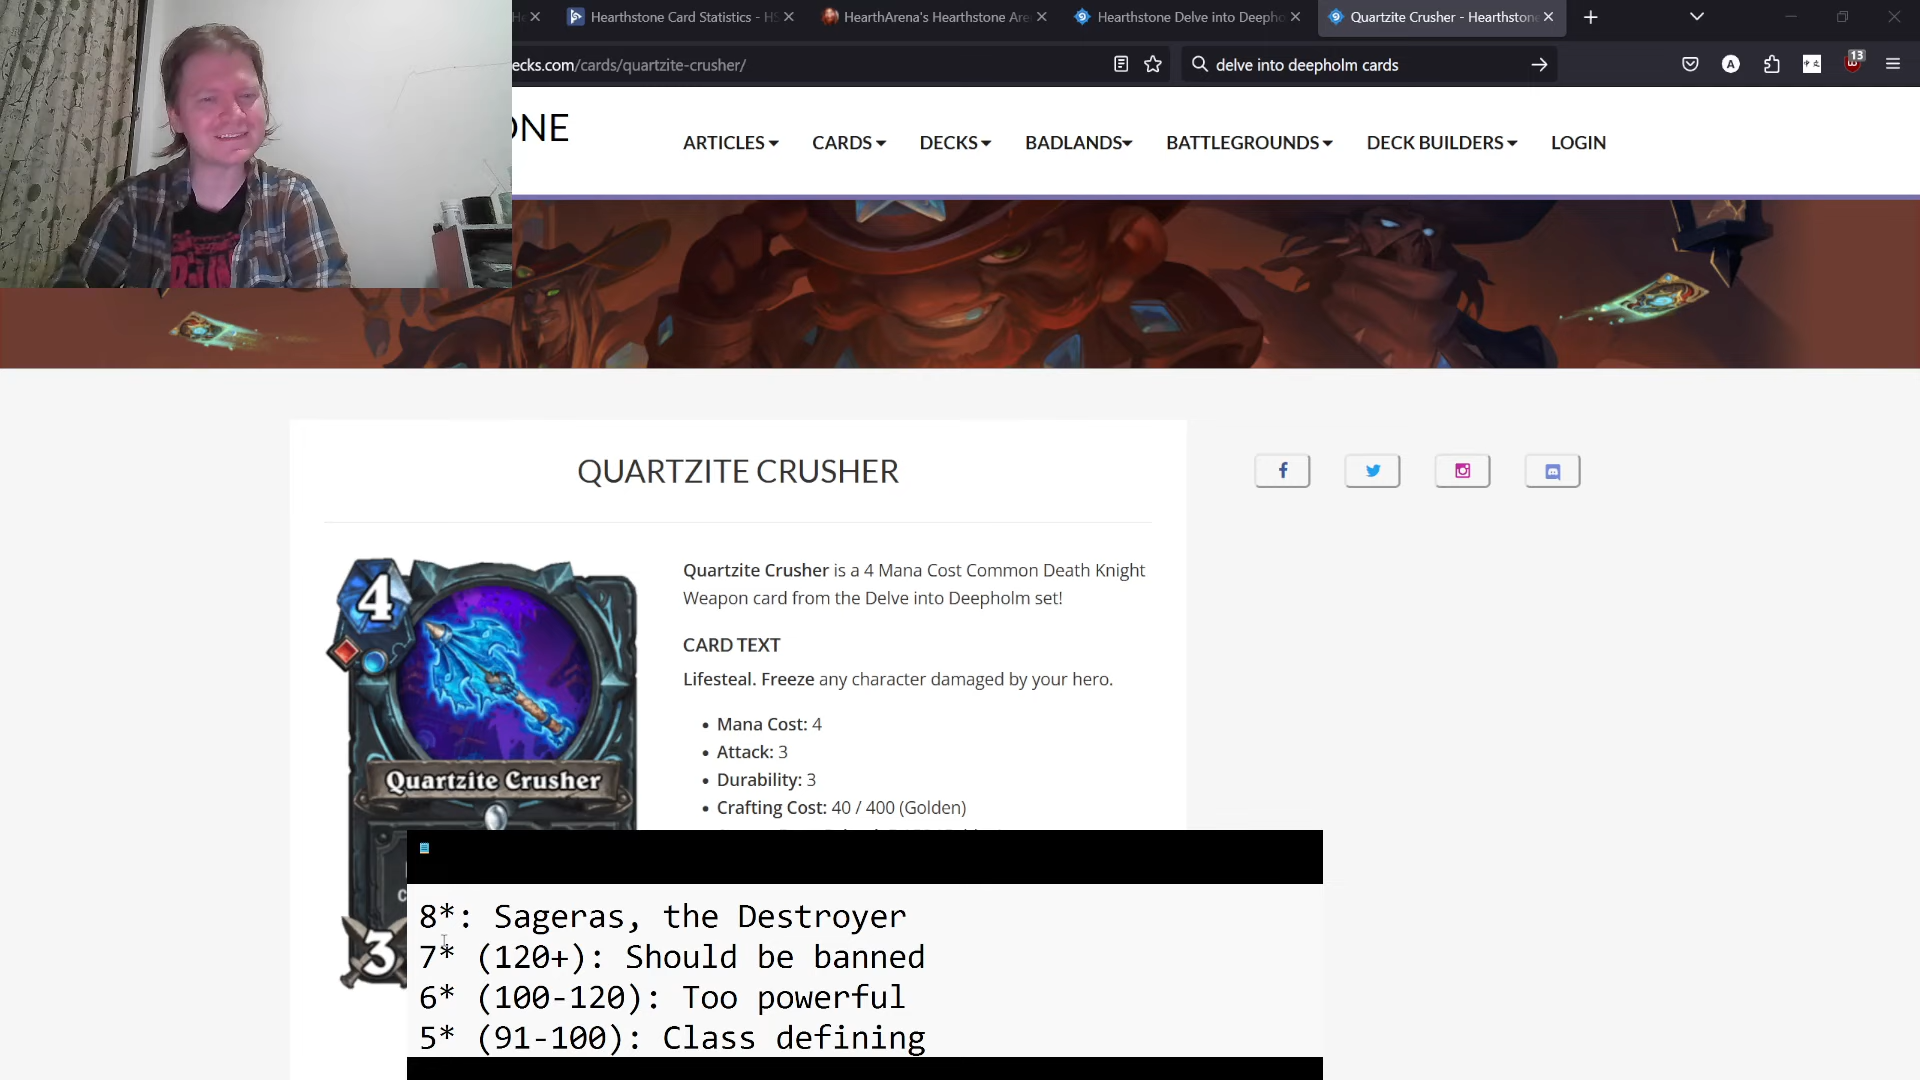 Hearthstone Card Statistics - HS
HearthArena's Hearthstone Are
Hearthstone Delve into Deepho
Quartzite Crusher - Hearthstone
ecks.com/cards/quartzite-crusher/
delve into deepholm cards
A
13
ONE
ARTICLES
CARDS
DECKS
BADLANDS
BATTLEGROUNDS
DECK BUILDERS
LOGIN
QUARTZITE CRUSHER
4
Quartzite Crusher
3
Quartzite Crusher is a 4 Mana Cost Common Death Knight
Weapon card from the Delve into Deepholm set!
CARD TEXT
Lifesteal. Freeze any character damaged by your hero.
• Mana Cost: 4
• Attack: 3
• Durability: 3
• Crafting Cost: 40 / 400 (Golden)
8*: Sageras, the Destroyer
7* (120+): Should be banned
6* (100-120): Too powerful
5* (91-100): Class defining